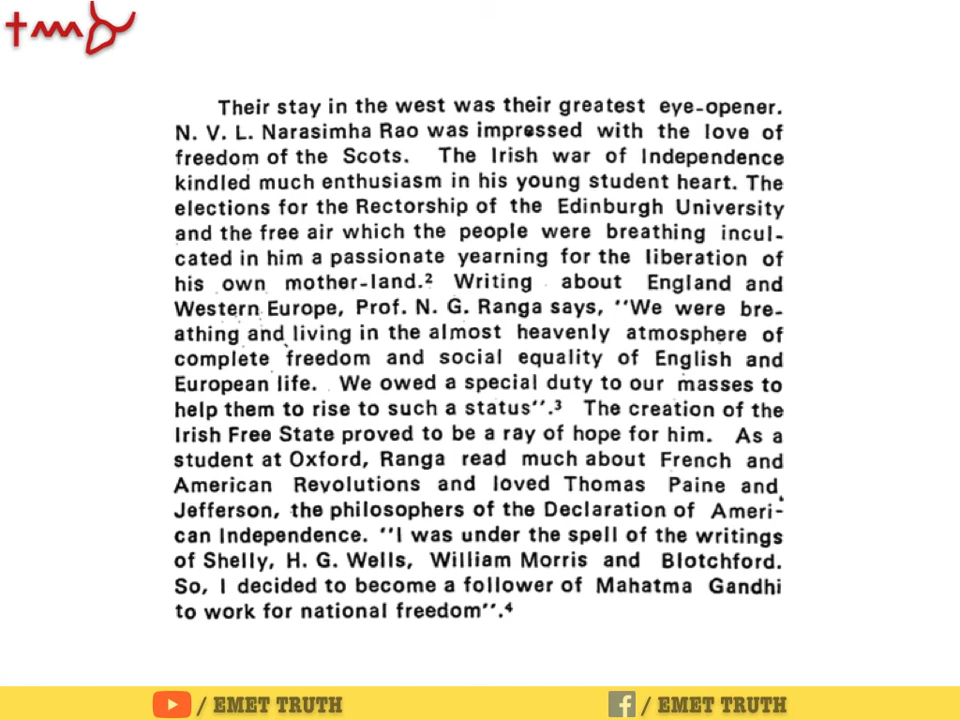 Their stay in the west was their greatest eye-opener.
N. V. L. Narasimha Rao was impressed with the love of
freedom of the Scots. The Irish war of Independence
kindled much enthusiasm in his young student heart. The
elections for the Rectorship of the Edinburgh University
and the free air which the people were breathing incul-
cated in him a passionate yearning for the liberation of
his own mother-land.² Writing about England and
Western Europe, Prof. N. G. Ranga says, "We were bre-
athing and living in the almost heavenly atmosphere of
complete freedom and social equality of English and
European life. We owed a special duty to our masses to
help them to rise to such a status".³ The creation of the
Irish Free State proved to be a ray of hope for him. As a
student at Oxford, Ranga read much about French and
American Revolutions and loved Thomas Paine and
Jefferson, the philosophers of the Declaration of Ameri-
can Independence. "I was under the spell of the writings
of Shelly, H. G. Wells, William Morris and Blotchford.
So, I decided to become a follower of Mahatma Gandhi
to work for national freedom".⁴
/ EMET TRUTH / EMET TRUTH